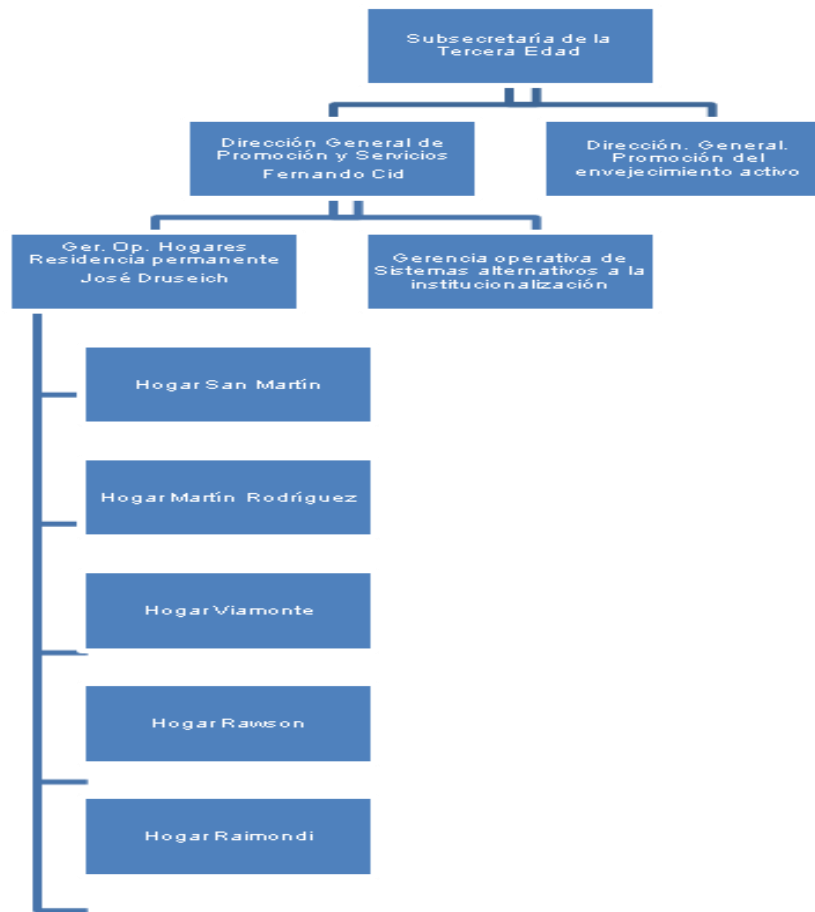 Subsecretaría de la
Tercera Edad
Dirección General de
Promoción y Servicios
Fernando Cid
Dirección. General.
Promoción del
envejecimiento activo
Ger. Op. Hogares
Residencia permanente
José Druseich
Gerencia operativa de
Sistemas alternativos a la
institucionalización
Hogar San Martín
Hogar Martín Rodríguez
Hogar Viamonte
Hogar Rawson
Hogar Raimondi